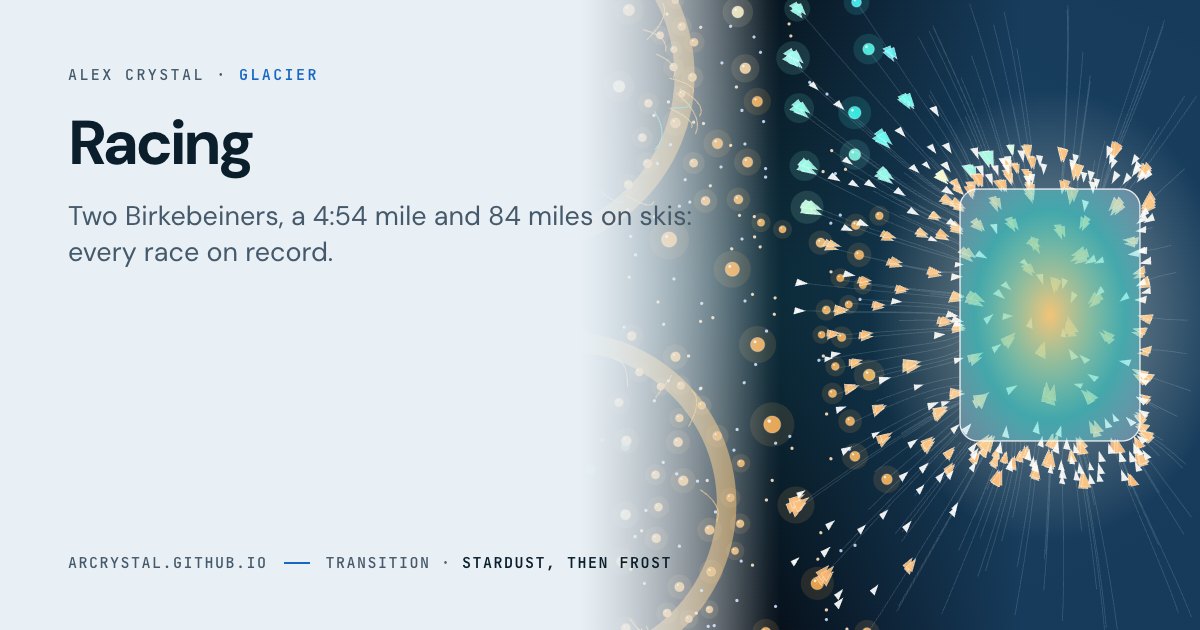 ALEX CRYSTAL · GLACIER
Racing
Two Birkebeiners, a 4:54 mile and 84 miles on skis:
every race on record.
ARCRYSTAL.GITHUB.IO — TRANSITION · STARDUST, THEN FROST